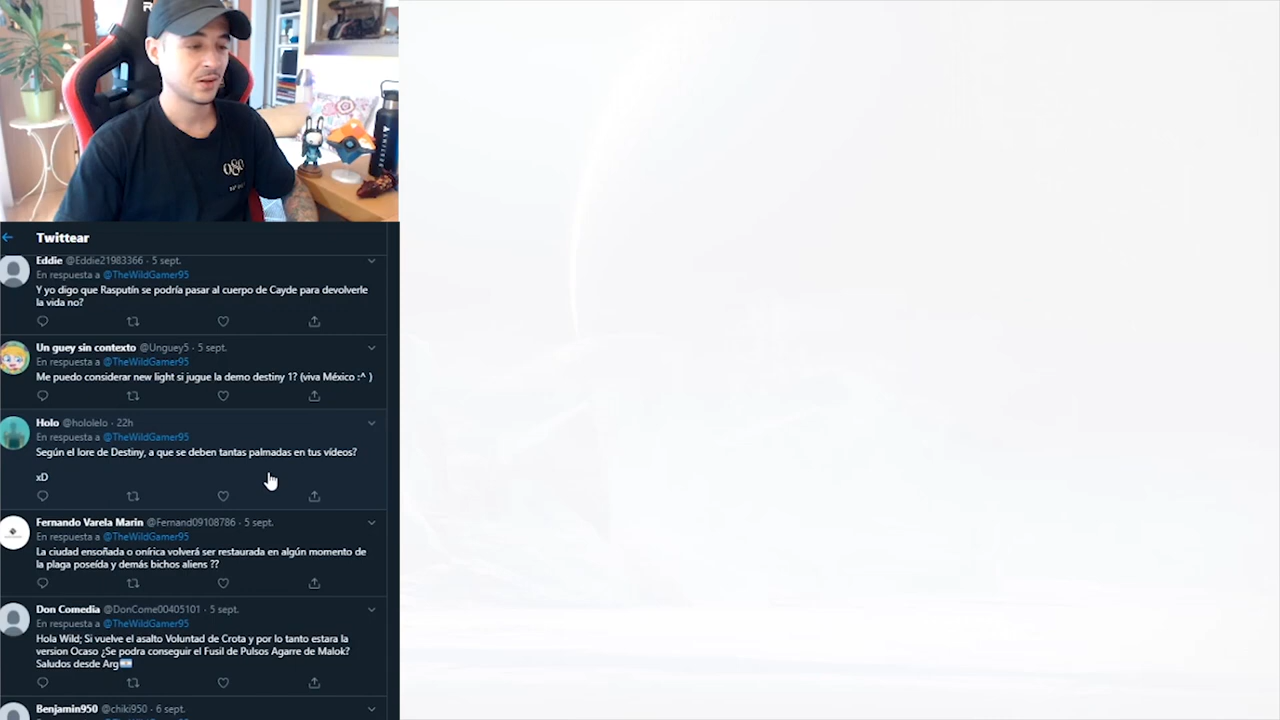 DESTINY
Twittear
Eddie @Eddie21983366 · 5 sept.
En respuesta a @TheWildGamer95
Y yo digo que Rasputín se podría pasar al cuerpo de Cayde para devolverle
la vida no?
Un guey sin contexto @Unguey5 · 5 sept.
En respuesta a @TheWildGamer95
Me puedo considerar new light si jugue la demo destiny 1? (viva México :^ )
Holo @hololelo · 22h
En respuesta a @TheWildGamer95
Según el lore de Destiny, a que se deben tantas palmadas en tus vídeos?
xD
Fernando Varela Marin @Fernand09108786 · 5 sept.
En respuesta a @TheWildGamer95
La ciudad ensoñada o onírica volverá ser restaurada en algún momento de
la plaga poseída y demás bichos aliens ??
Don Comedia @DonCome00405101 · 5 sept.
En respuesta a @TheWildGamer95
Hola Wild; Si vuelve el asalto Voluntad de Crota y por lo tanto estara la
version Ocaso ¿Se podra conseguir el Fusil de Pulsos Agarre de Malok?
Saludos desde Arg
Benjamin950 @chiki950 · 6 sept.